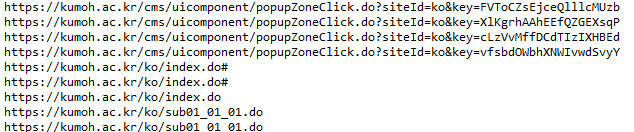 https://kumoh.ac.kr/cms/uicomponent/popupZoneClick.do?siteId=ko&key=FVToCZsEjceQlllcMUzb
https://kumoh.ac.kr/cms/uicomponent/popupZoneClick.do?siteId=ko&key=XlKgrhAAhEEfQZGEXsqP
https://kumoh.ac.kr/cms/uicomponent/popupZoneClick.do?siteId=ko&key=cLzVvMffDCdTIzIXHBEd
https://kumoh.ac.kr/cms/uicomponent/popupZoneClick.do?siteId=ko&key=vfsbdOWbhXNWIvwdSvyY
https://kumoh.ac.kr/ko/index.do#
https://kumoh.ac.kr/ko/index.do#
https://kumoh.ac.kr/ko/index.do
https://kumoh.ac.kr/ko/sub01_01_01.do
https://kumoh.ac.kr/ko/sub01_01_01.do